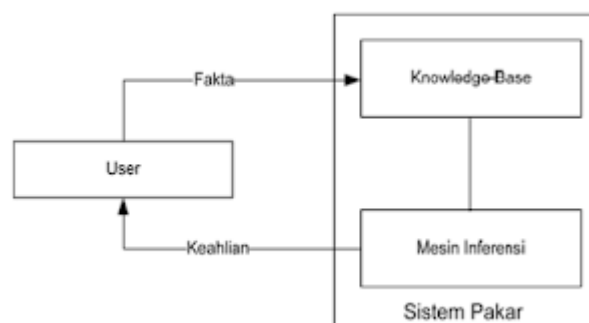 Fakta
Knowledge-Base
User
Keahlian
Mesin Inferensi
Sistem Pakar